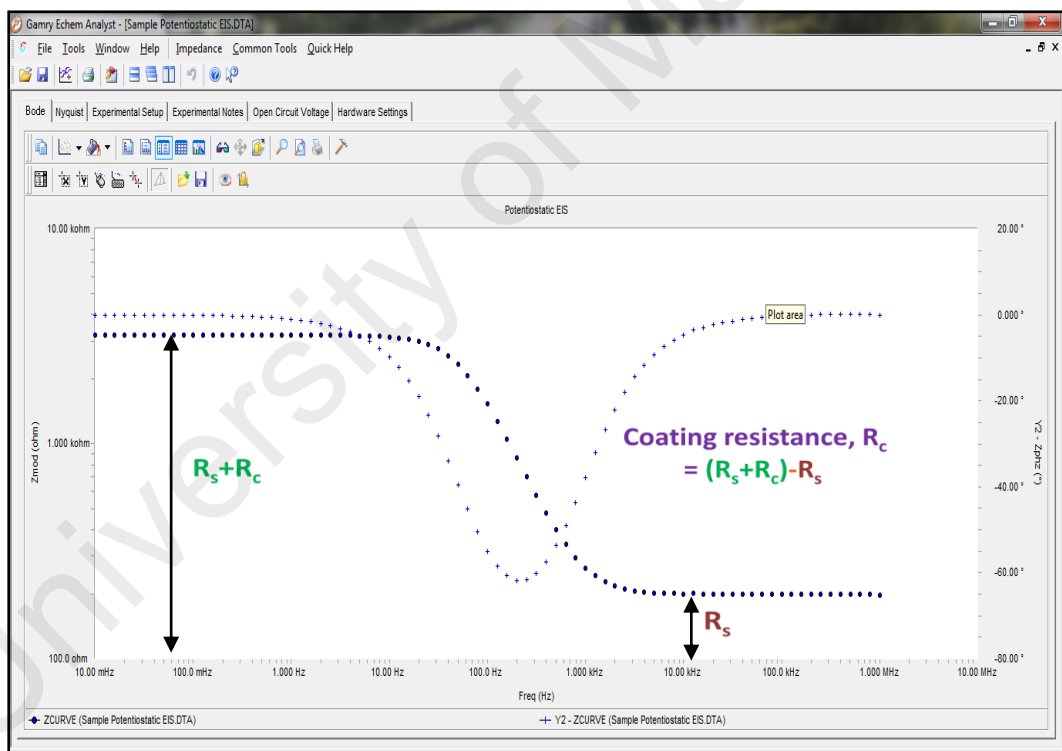 Gamry Echem Analyst - [Sample Potentiostatic EIS.DTA]
File Tools Window Help Impedance Common Tools Quick Help
Bode Nyquist Experimental Setup Experimental Notes Open Circuit Voltage Hardware Settings
Potentiostatic EIS
10.00 kohm
20.00 °
Plot area
0.000 °
-20.00 °
Zmod (ohm)
1.000 kohm
Coating resistance, Rc
= (Rs+Rc)-Rs
Y2 - Zphz (°)
Rs+Rc
-40.00 °
-60.00 °
Rs
100.0 ohm
-80.00 °
10.00 mHz 100.0 mHz 1.000 Hz 10.00 Hz 100.0 Hz 1.000 kHz 10.00 kHz 100.0 kHz 1.000 MHz 10.00 MHz
Freq (Hz)
ZCURVE (Sample Potentiostatic EIS.DTA) Y2 - ZCURVE (Sample Potentiostatic EIS.DTA)
University of Ma